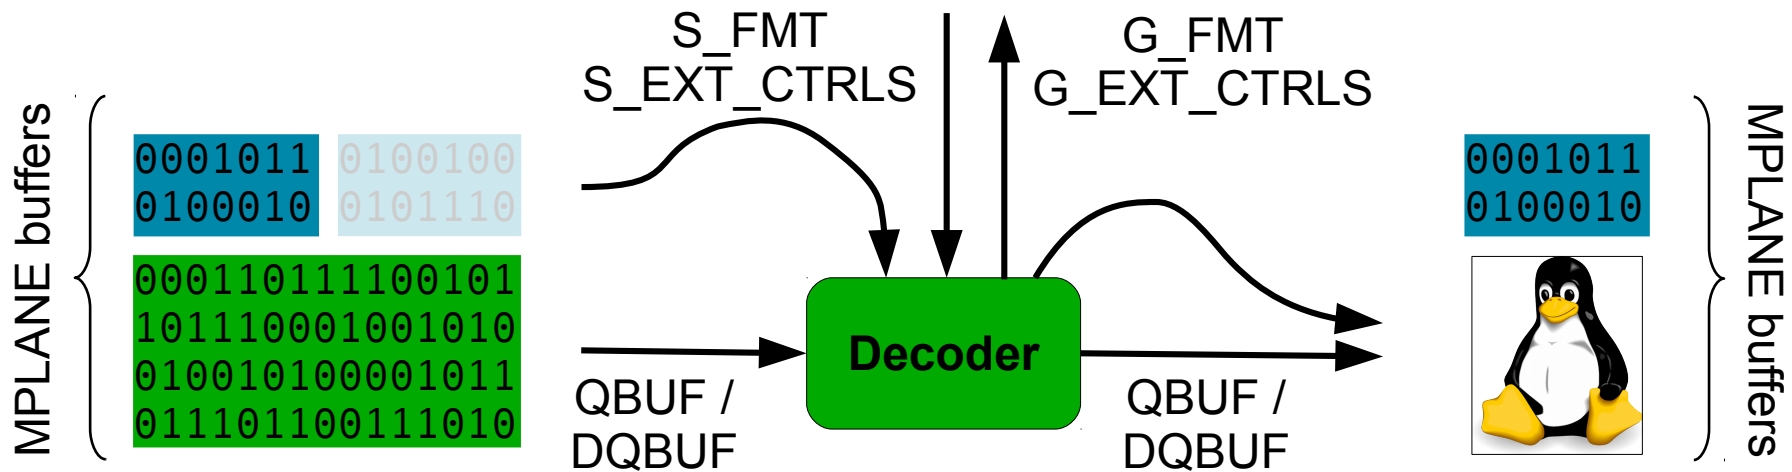 MPLANE buffers
0001011
0100010
0100100
0101110
000110111100101
101110001001010
010010100001011
011101100111010
S_FMT
S_EXT_CTRLS
G_FMT
G_EXT_CTRLS
QBUF /
DQBUF
Decoder
QBUF /
DQBUF
0001011
0100010
MPLANE buffers